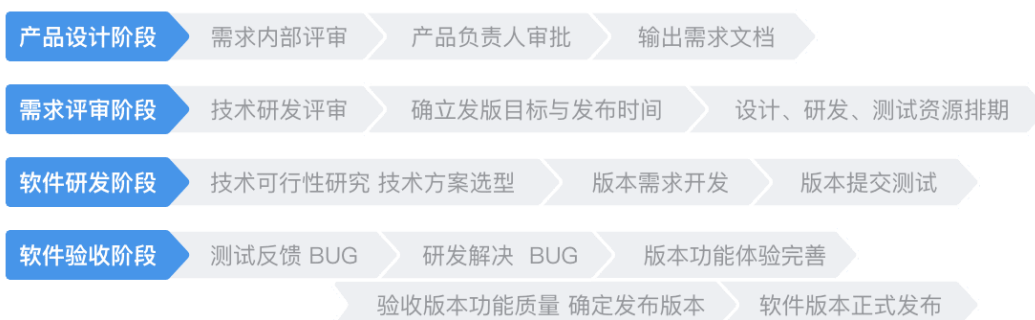 产品设计阶段 需求内部评审 产品负责人审批 输出需求文档
需求评审阶段 技术研发评审 确立发版目标与发布时间 设计、研发、测试资源排期
软件研发阶段 技术可行性研究 技术方案选型 版本需求开发 版本提交测试
软件验收阶段 测试反馈 BUG 研发解决 BUG 版本功能体验完善
验收版本功能质量 确定发布版本 软件版本正式发布